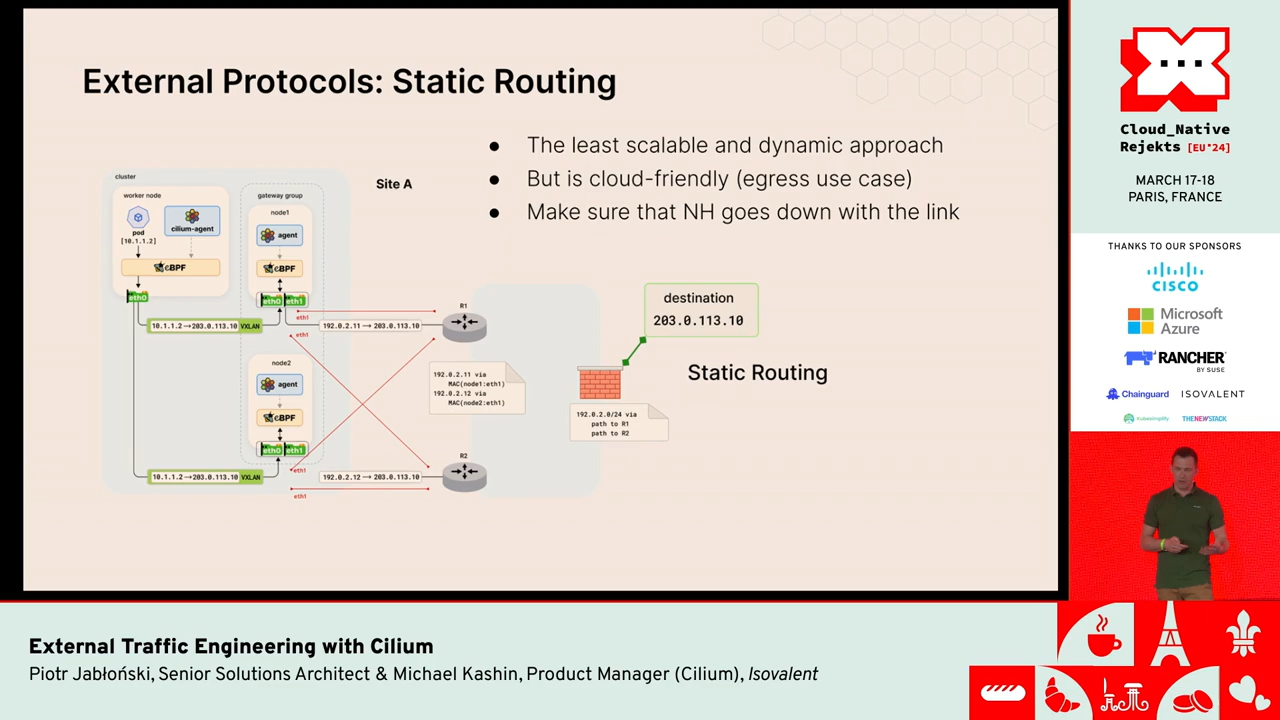 External Protocols: Static Routing
● The least scalable and dynamic approach
● But is cloud-friendly (egress use case)
● Make sure that NH goes down with the link
cluster
Site A
worker node
gateway group
node1
pod
[10.1.1.2]
cilium-agent
agent
eBPF
eBPF
eth0
eth0 eth1
eth1
R1
10.1.1.2→203.0.113.10 VXLAN
192.0.2.11→203.0.113.10
eth1
destination
203.0.113.10
node2
agent
eBPF
eth0 eth1
192.0.2.11 via
MAC(node1:eth1)
192.0.2.12 via
MAC(node2:eth1)
Static Routing
192.0.2.0/24 via
path to R1
path to R2
R2
eth1
10.1.1.2→203.0.113.10 VXLAN
192.0.2.12→203.0.113.10
eth1
Cloud_Native
Rejekts [EU'24]
MARCH 17-18
PARIS, FRANCE
THANKS TO OUR SPONSORS
CISCO
Microsoft
Azure
RANCHER
BY SUSE
Chainguard
ISOVALENT
kubesimplify
THENEWSTACK
External Traffic Engineering with Cilium
Piotr Jabłoński, Senior Solutions Architect & Michael Kashin, Product Manager (Cilium), Isovalent